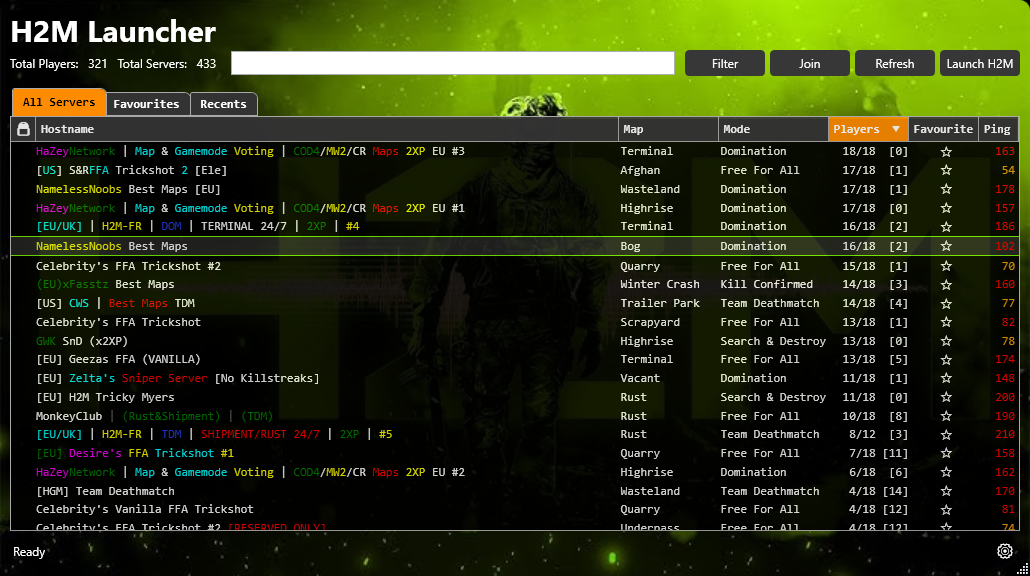 H2M Launcher
Total Players: 321 Total Servers: 433 Filter Join Refresh Launch H2M
All Servers Favourites Recents
Hostname Map Mode Players ▼ Favourite Ping
HaZeyNetwork | Map & Gamemode Voting | COD4/MW2/CR Maps 2XP EU #3 Terminal Domination 18/18 [0] ☆ 163
[US] S&RFFA Trickshot 2 [Ele] Afghan Free For All 17/18 [1] ☆ 54
NamelessNoobs Best Maps [EU] Wasteland Domination 17/18 [1] ☆ 178
HaZeyNetwork | Map & Gamemode Voting | COD4/MW2/CR Maps 2XP EU #1 Highrise Domination 17/18 [0] ☆ 157
[EU/UK] | H2M-FR | DOM | TERMINAL 24/7 | 2XP | #4 Terminal Domination 16/18 [2] ☆ 186
NamelessNoobs Best Maps Bog Domination 16/18 [2] ☆ 102
Celebrity's FFA Trickshot #2 Quarry Free For All 15/18 [1] ☆ 70
(EU)xFasstz Best Maps Winter Crash Kill Confirmed 14/18 [3] ☆ 160
[US] CWS | Best Maps TDM Trailer Park Team Deathmatch 14/18 [4] ☆ 77
Celebrity's FFA Trickshot Scrapyard Free For All 13/18 [1] ☆ 82
GWK SnD (x2XP) Highrise Search & Destroy 13/18 [0] ☆ 78
[EU] Geezas FFA (VANILLA) Terminal Free For All 13/18 [5] ☆ 174
[EU] Zelta's Sniper Server [No Killstreaks] Vacant Domination 11/18 [1] ☆ 148
[EU] H2M Tricky Myers Rust Search & Destroy 11/18 [0] ☆ 200
MonkeyClub | (Rust&Shipment) | (TDM) Rust Free For All 10/18 [8] ☆ 190
[EU/UK] | H2M-FR | TDM | SHIPMENT/RUST 24/7 | 2XP | #5 Rust Team Deathmatch 8/12 [3] ☆ 210
[EU] Desire's FFA Trickshot #1 Quarry Free For All 7/18 [11] ☆ 158
HaZeyNetwork | Map & Gamemode Voting | COD4/MW2/CR Maps 2XP EU #2 Highrise Domination 6/18 [6] ☆ 162
[HGM] Team Deathmatch Wasteland Team Deathmatch 4/18 [14] ☆ 170
Celebrity's Vanilla FFA Trickshot Quarry Free For All 4/18 [12] ☆ 81
Celebrity's FFA Trickshot #2 [RESERVED ONLY] Underpass Free For All 4/18 [12] ☆ 74
Ready